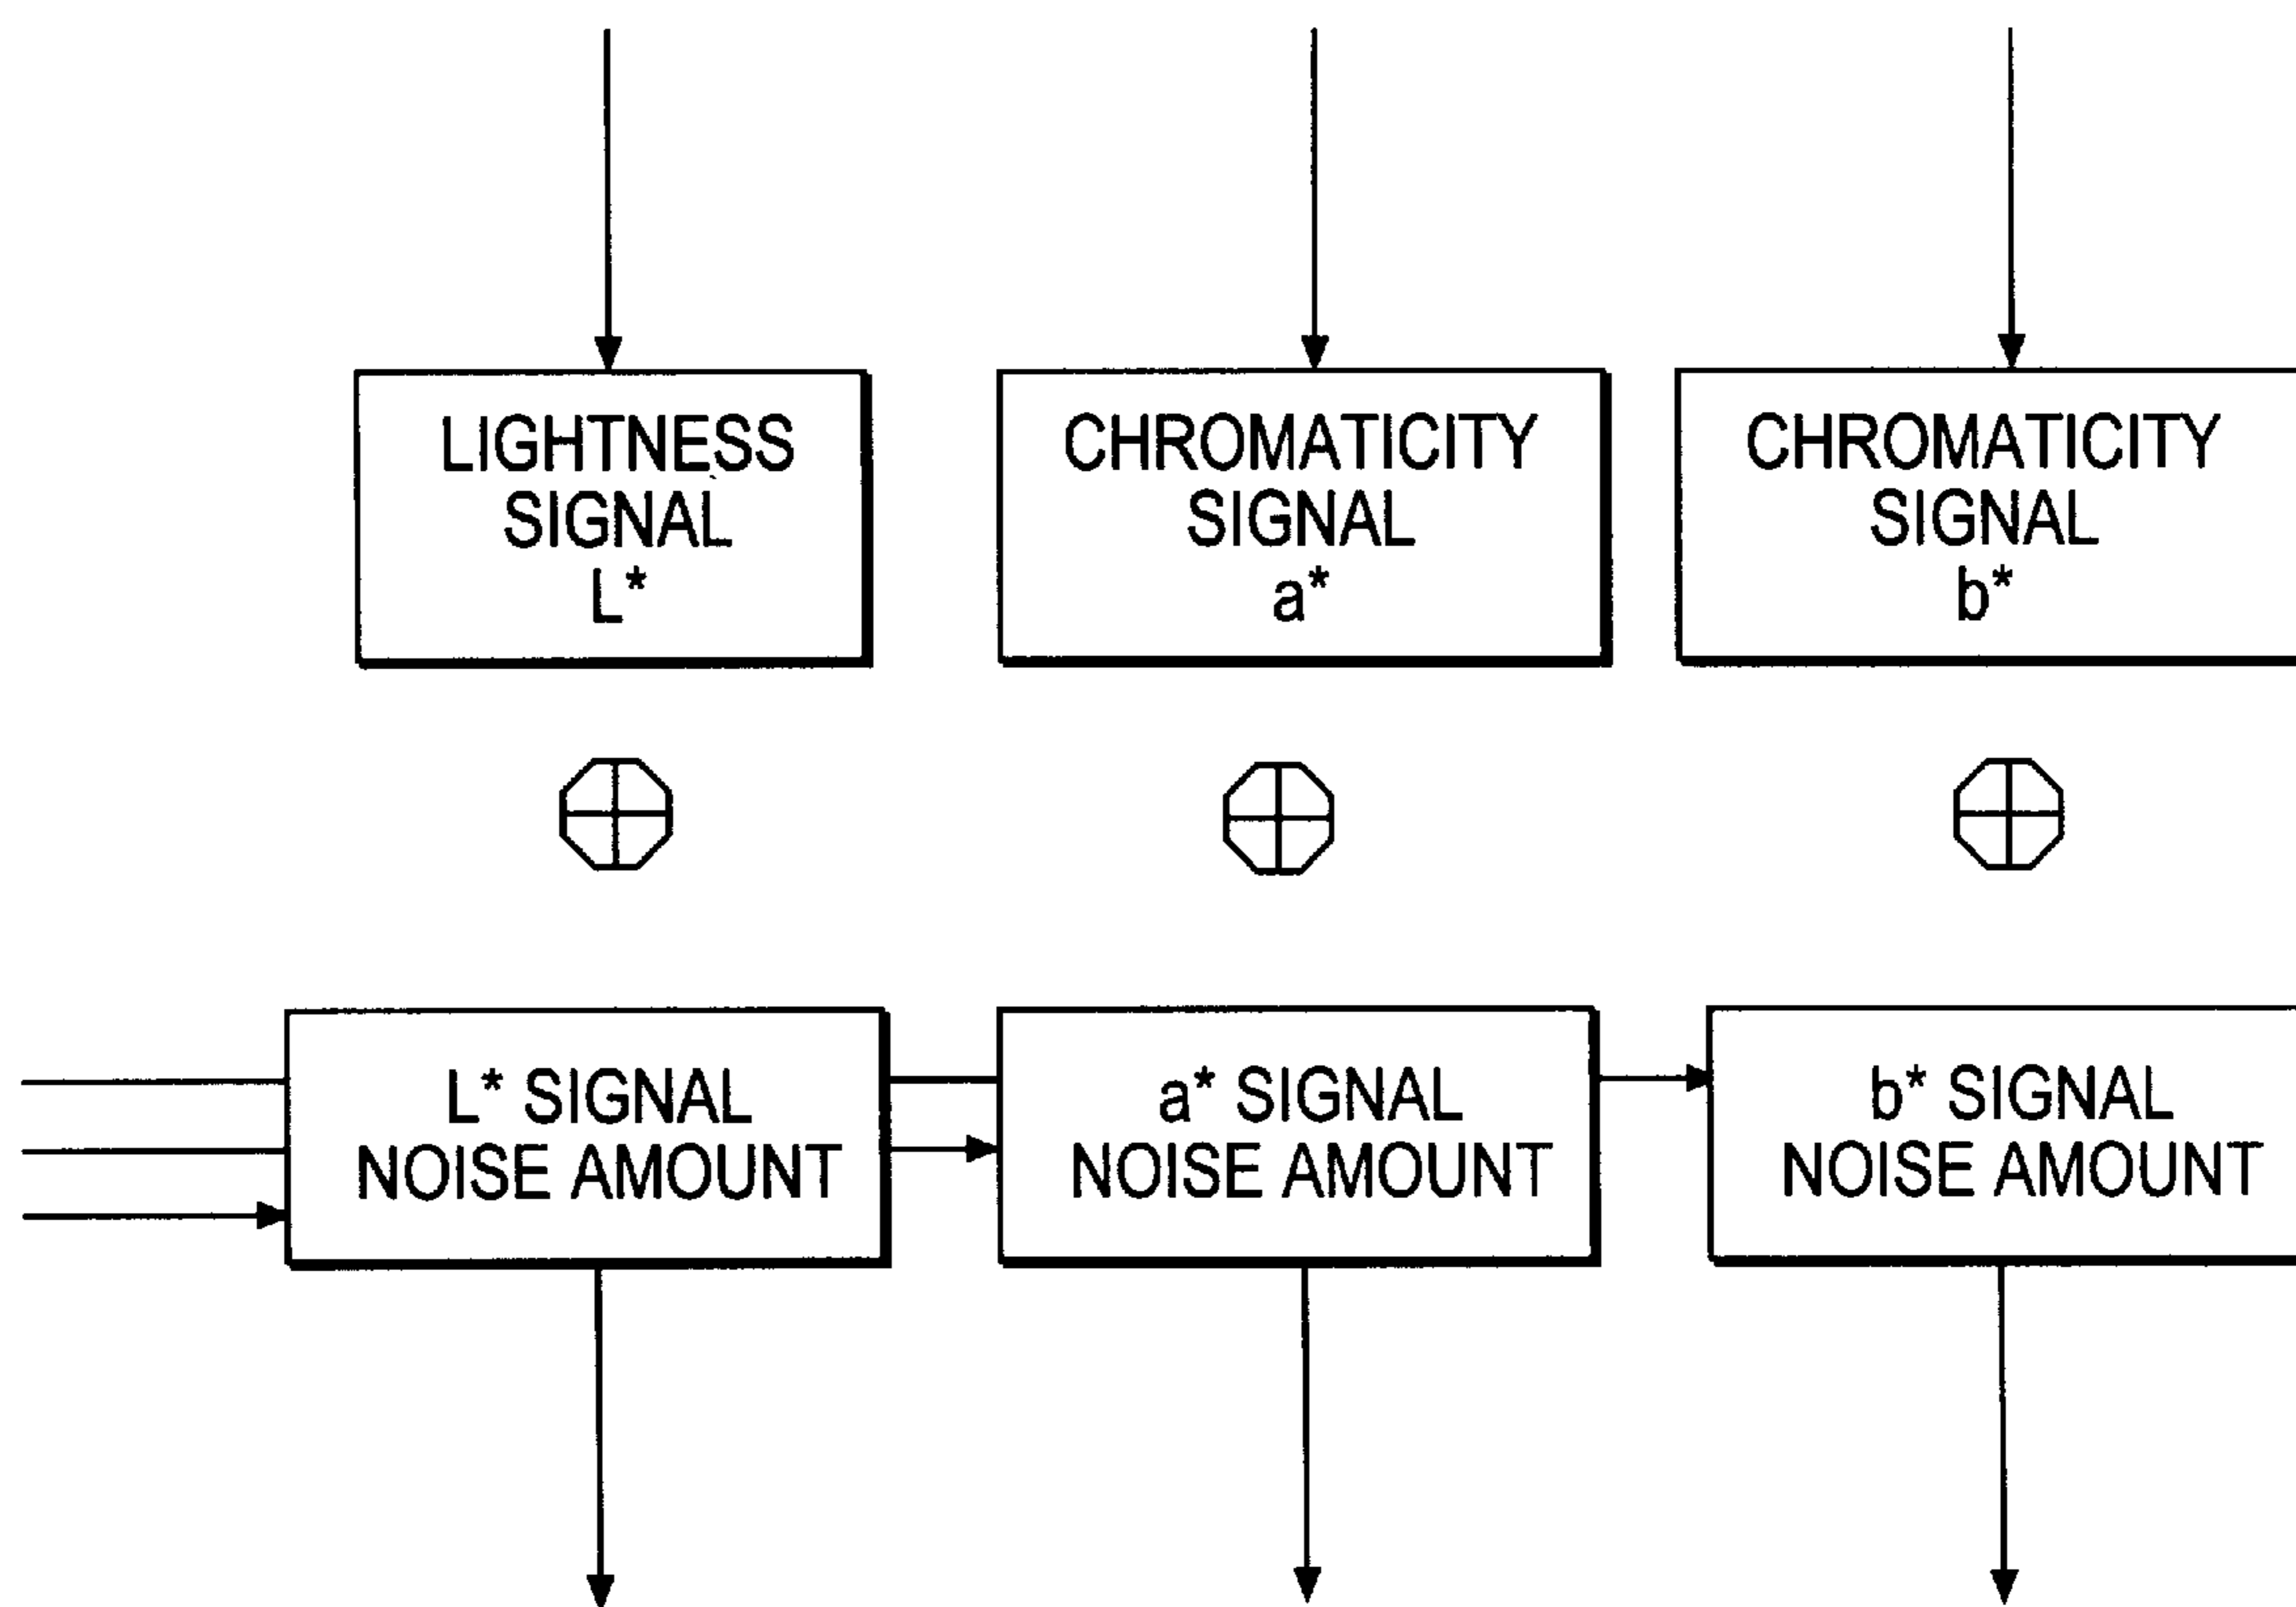 LIGHTNESS
SIGNAL
L*
CHROMATICITY
SIGNAL
a*
CHROMATICITY
SIGNAL
b*
L* SIGNAL
NOISE AMOUNT
a* SIGNAL
NOISE AMOUNT
b* SIGNAL
NOISE AMOUNT